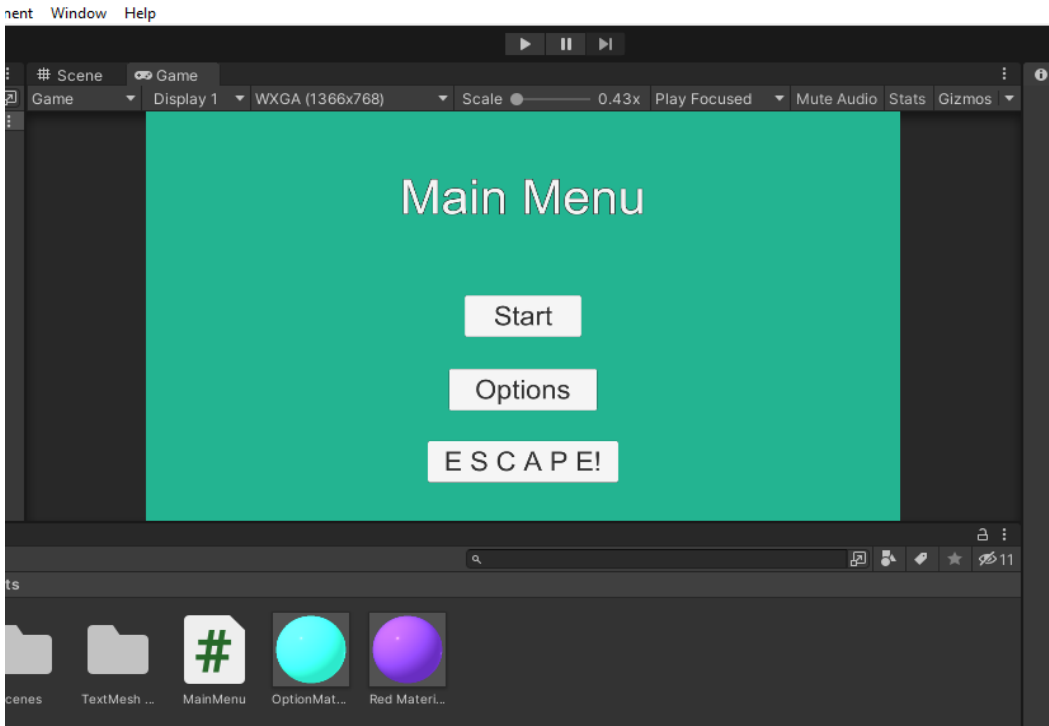 nent Window Help
Scene Game
Game Display 1 WXGA (1366x768) Scale 0.43x Play Focused Mute Audio Stats Gizmos
Main Menu
Start
Options
E S C A P E!
11
ts
cenes TextMesh ... MainMenu OptionMat... Red Materi...